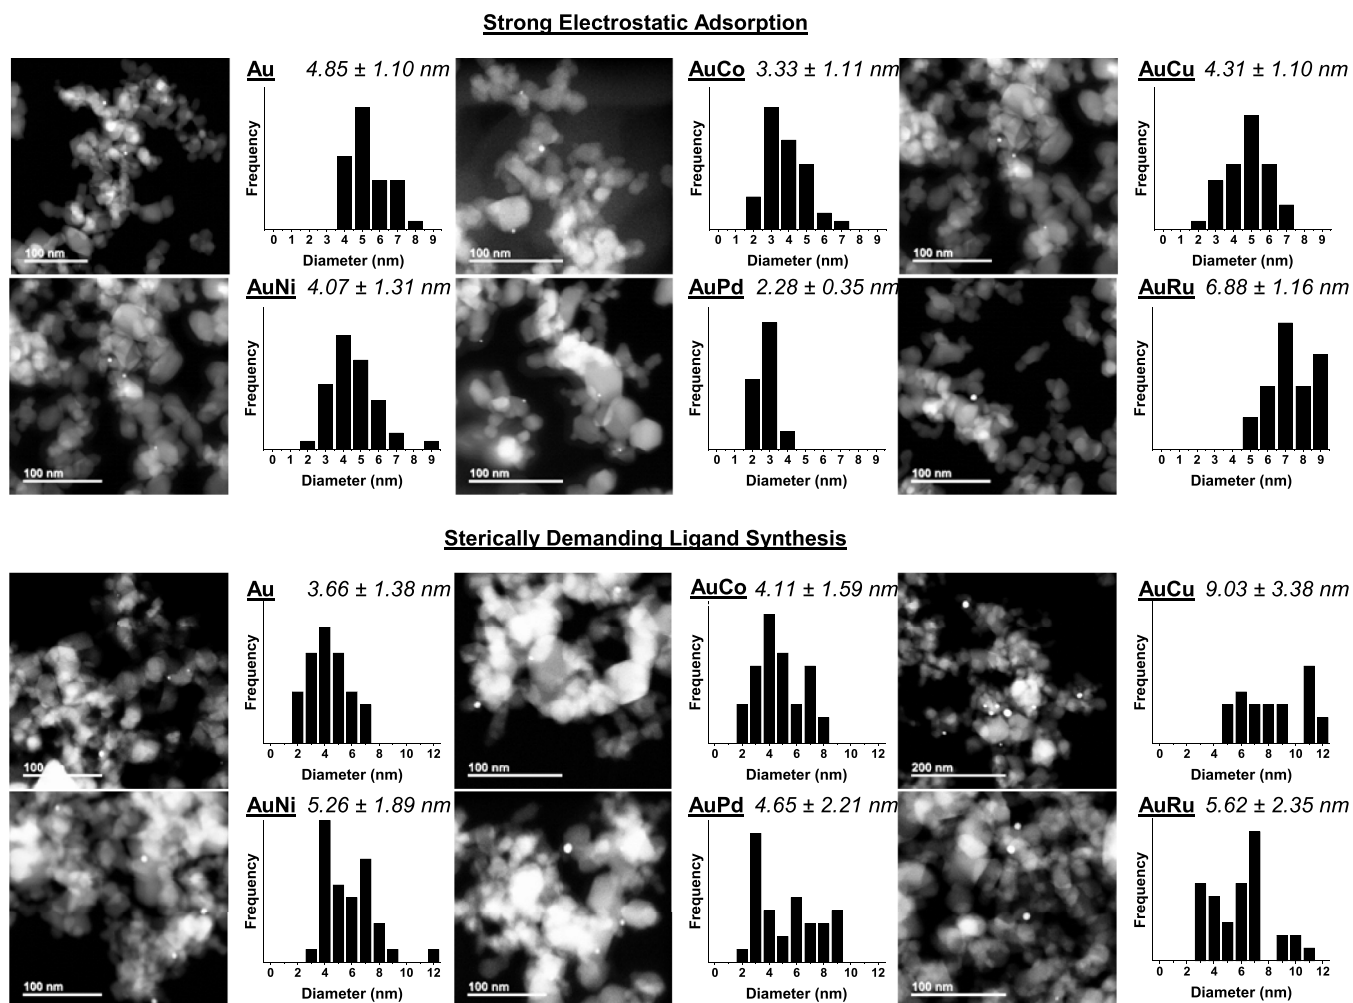 Strong Electrostatic Adsorption
Au 4.85 ± 1.10 nm
Frequency
0 1 2 3 4 5 6 7 8 9
Diameter (nm)
100 nm
AuCo 3.33 ± 1.11 nm
Frequency
0 1 2 3 4 5 6 7 8 9
Diameter (nm)
100 nm
AuCu 4.31 ± 1.10 nm
Frequency
0 1 2 3 4 5 6 7 8 9
Diameter (nm)
100 nm
AuNi 4.07 ± 1.31 nm
Frequency
0 1 2 3 4 5 6 7 8 9
Diameter (nm)
100 nm
AuPd 2.28 ± 0.35 nm
Frequency
0 1 2 3 4 5 6 7 8 9
Diameter (nm)
100 nm
AuRu 6.88 ± 1.16 nm
Frequency
0 1 2 3 4 5 6 7 8 9
Diameter (nm)
100 nm
Sterically Demanding Ligand Synthesis
Au 3.66 ± 1.38 nm
Frequency
0 2 4 6 8 10 12
Diameter (nm)
100
AuCo 4.11 ± 1.59 nm
Frequency
0 2 4 6 8 10 12
Diameter (nm)
100 nm
AuCu 9.03 ± 3.38 nm
Frequency
0 2 4 6 8 10 12
Diameter (nm)
200 nm
AuNi 5.26 ± 1.89 nm
Frequency
0 2 4 6 8 10 12
Diameter (nm)
100 nm
AuPd 4.65 ± 2.21 nm
Frequency
0 2 4 6 8 10 12
Diameter (nm)
100 nm
AuRu 5.62 ± 2.35 nm
Frequency
0 2 4 6 8 10 12
Diameter (nm)
100 nm